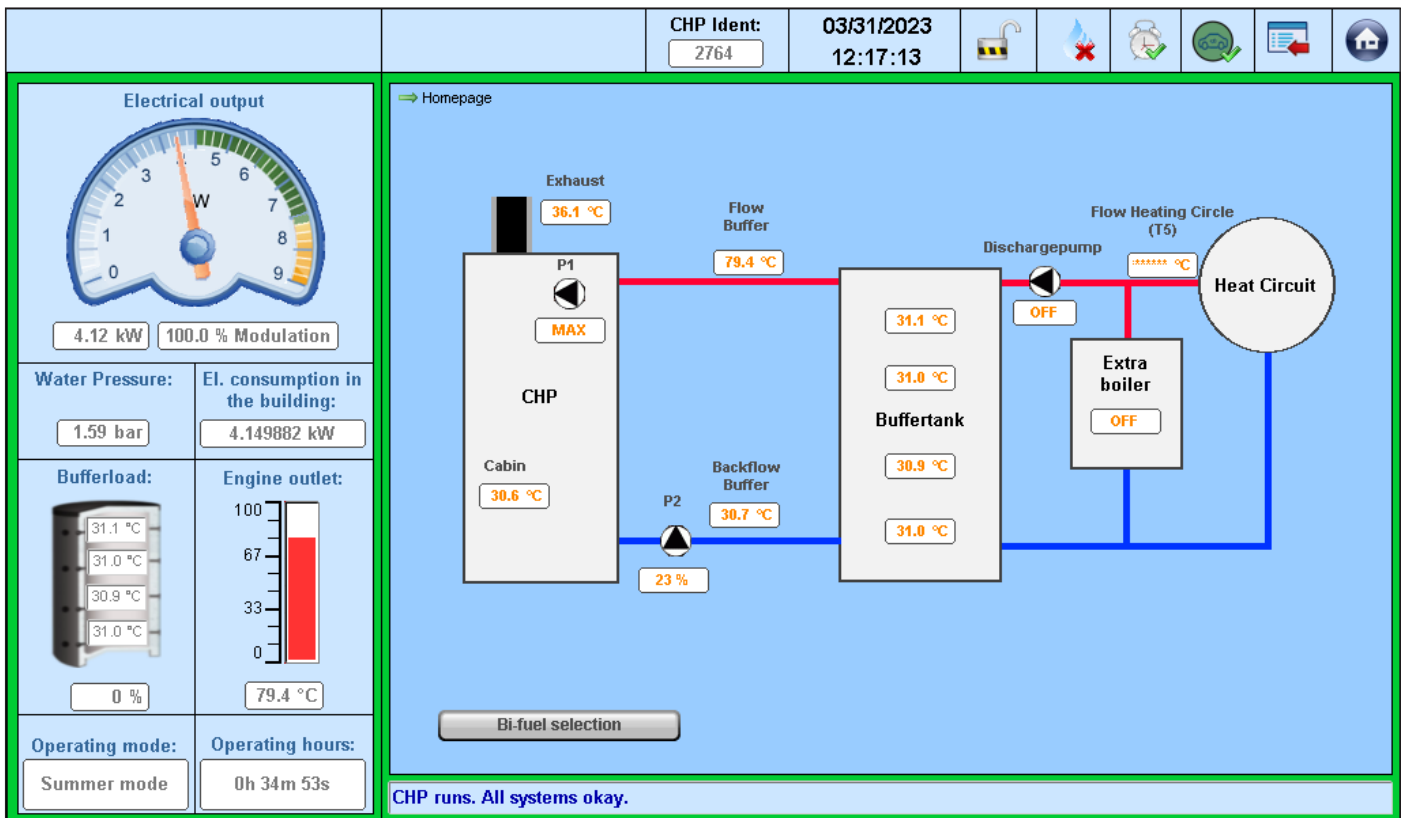 CHP Ident:
2764
03/31/2023
12:17:13
Electrical output
0
1
2
3
4
5
6
7
8
9
W
4.12 kW
100.0 % Modulation
Water Pressure:
1.59 bar
El. consumption in
the building:
4.149882 kW
Bufferload:
31.1 °C
31.0 °C
30.9 °C
31.0 °C
0 %
Engine outlet:
100
67
33
0
79.4 °C
Operating mode:
Summer mode
Operating hours:
0h 34m 53s
Homepage
Exhaust
36.1 °C
P1
MAX
CHP
Cabin
30.6 °C
Flow
Buffer
79.4 °C
Backflow
Buffer
30.7 °C
P2
23 %
31.1 °C
31.0 °C
Buffertank
30.9 °C
31.0 °C
Dischargepump
OFF
Flow Heating Circle
(T5)
******* °C
Heat Circuit
Extra
boiler
OFF
Bi-fuel selection
CHP runs. All systems okay.